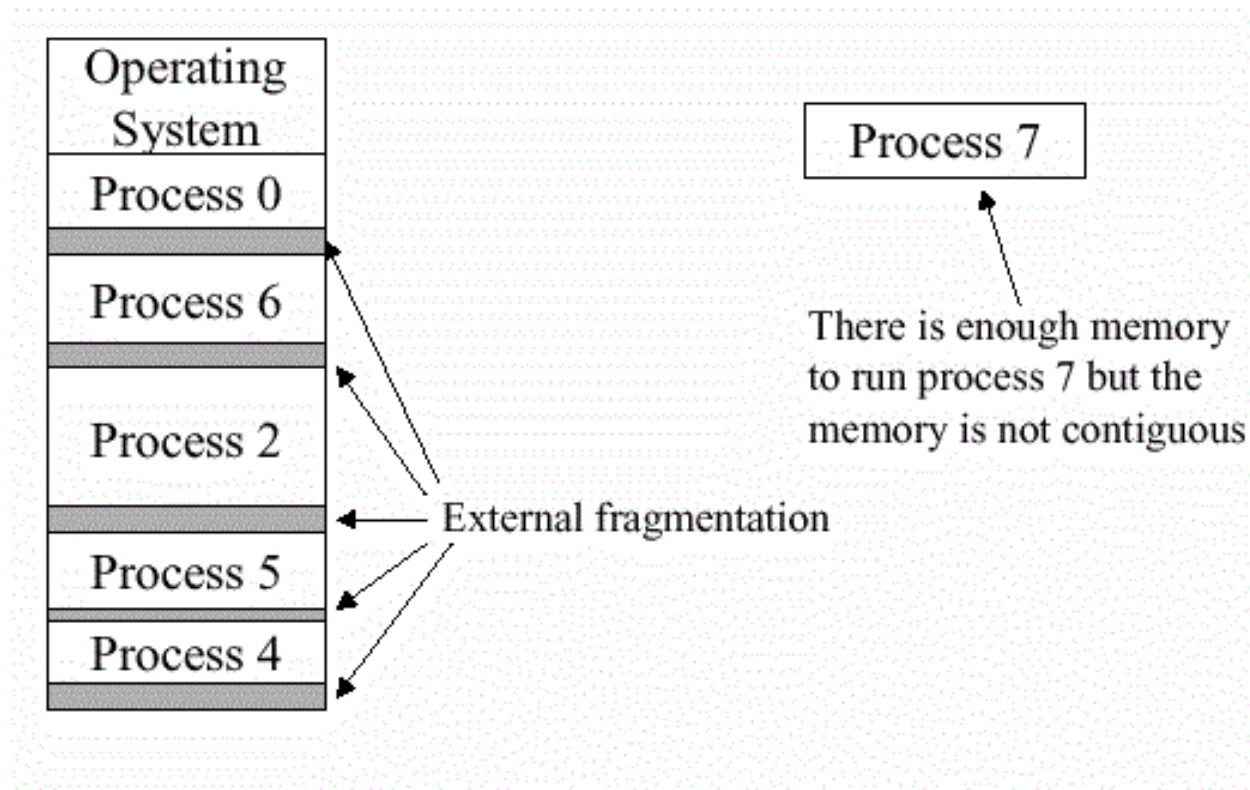 Operating
System
Process 0
Process 6
Process 2
Process 5
Process 4
External fragmentation
Process 7
There is enough memory
to run process 7 but the
memory is not contiguous